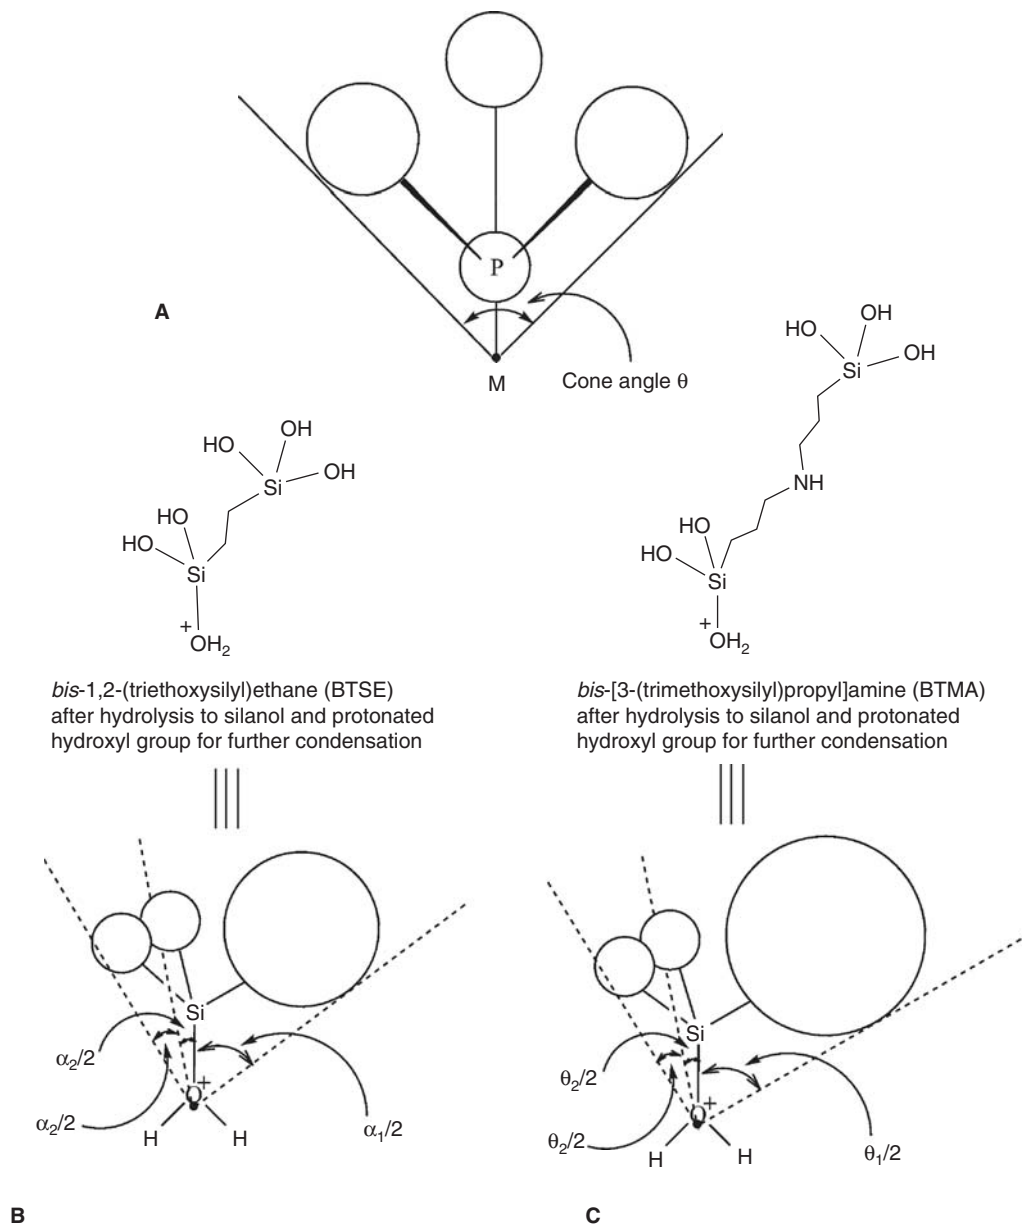 P
A
M
Cone angle θ
HO
OH
OH
Si
NH
HO
HO
Si
+
OH2
HO
OH
OH
Si
HO
HO
Si
+
OH2
bis-1,2-(triethoxysilyl)ethane (BTSE)
after hydrolysis to silanol and protonated
hydroxyl group for further condensation
bis-[3-(trimethoxysilyl)propyl]amine (BTMA)
after hydrolysis to silanol and protonated
hydroxyl group for further condensation
Si
α2/2
α2/2
O+
H
H
α1/2
Si
θ2/2
θ2/2
O+
H
H
θ1/2
B
C